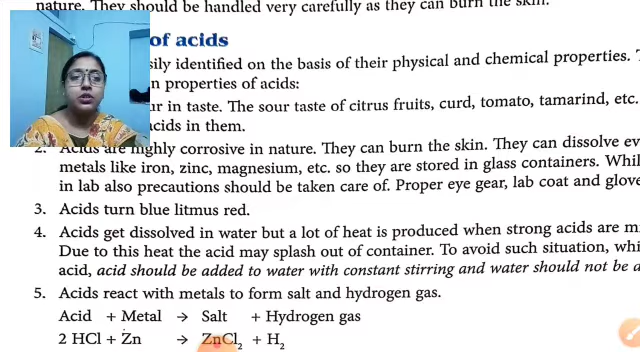 nature. They should be handled very carefully as they can burn the skin.
of acids
sily identified on the basis of their physical and chemical properties.
n properties of acids:
ur in taste. The sour taste of citrus fruits, curd, tomato, tamarind, etc.
acids in them.
2. Acids are highly corrosive in nature. They can burn the skin. They can dissolve ev
metals like iron, zinc, magnesium, etc. so they are stored in glass containers. Whil
in lab also precautions should be taken care of. Proper eye gear, lab coat and glove
3. Acids turn blue litmus red.
4. Acids get dissolved in water but a lot of heat is produced when strong acids are m
Due to this heat the acid may splash out of container. To avoid such situation, whi
acid, acid should be added to water with constant stirring and water should not be a
5. Acids react with metals to form salt and hydrogen gas.
Acid + Metal → Salt + Hydrogen gas
2 HCl + Zn → ZnCl₂ + H₂